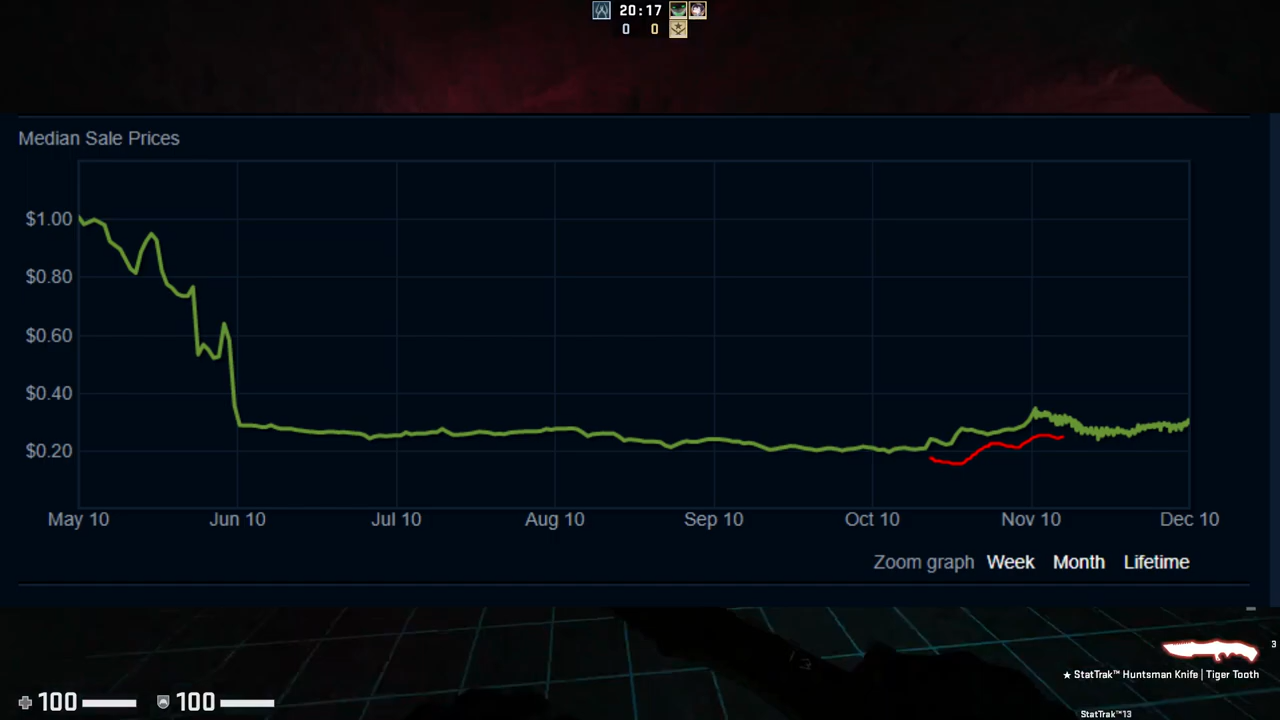 20:17
0 0
Median Sale Prices
$1.00
$0.80
$0.60
$0.40
$0.20
May 10 Jun 10 Jul 10 Aug 10 Sep 10 Oct 10 Nov 10 Dec 10
Zoom graph Week Month Lifetime
3
★ StatTrak™ Huntsman Knife | Tiger Tooth
100 100
StatTrak™13